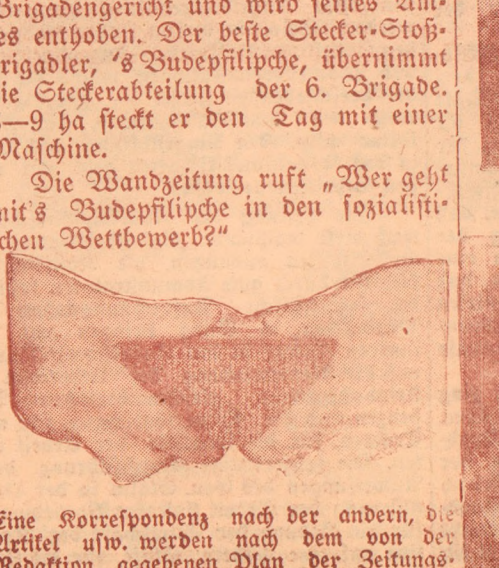 Brigadengericht und wird seines Am-
es enthoben. Der beste Stecker-Stoß-
rigadler, 's Budepfilipche, übernimmt
ie Steckerabteilung der 6. Brigade.
—9 ha steckt er den Tag mit einer
Maschine.
Die Wandzeitung ruft „Wer geht
mit's Budepfilipche in den sozialisti-
chen Wettbewerb?"
Eine Korrespondenz nach der andern, die
Artikel usw. werden nach dem von der
Redaktion gegebenen Plan der Zeitungs-